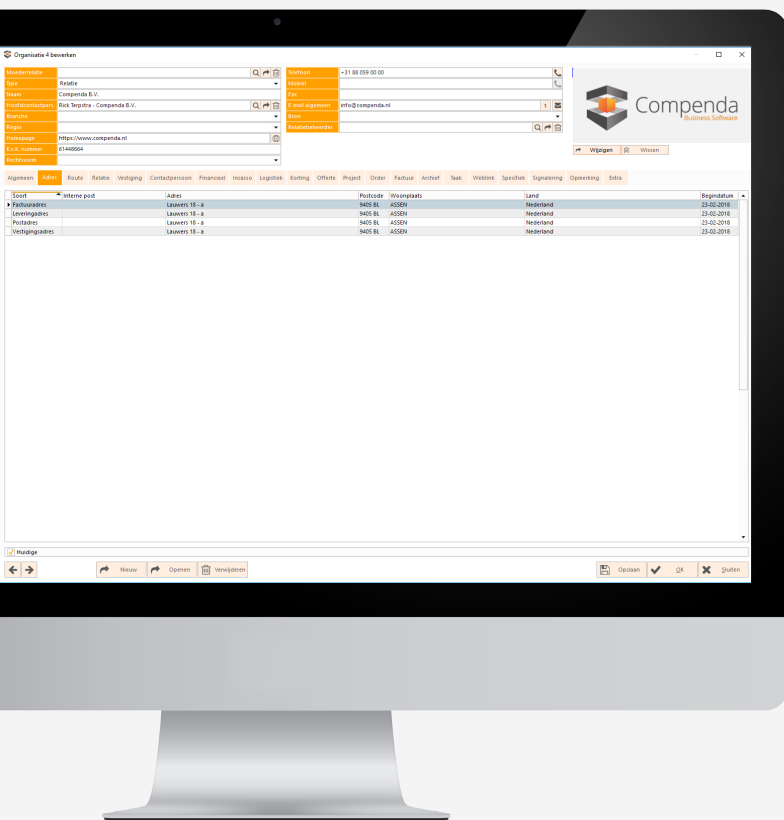 Organisatie 4 bewerken
Moederrelatie
Type Relatie
Naam Compenda B.V.
Hoofdcontactpers. Rick Terpstra - Compenda B.V.
Branche
Regio
Homepage https://www.compenda.nl
K.v.K. nummer 61448664
Rechtsvorm
Telefoon +31 88 059 00 00
Mobiel
Fax
E-mail algemeen info@compenda.nl 1
Bron
Relatiebeheerder
Compenda
Business Software
Wijzigen Wissen
Algemeen Adres Route Relatie Vestiging Contactpersoon Financieel Incasso Logistiek Korting Offerte Project Order Factuur Archief Taak Weblink Specifiek Signalering Opmerking Extra
Soort Interne post Adres Postcode Woonplaats Land Begindatum
Factuuradres Lauwers 18 - a 9405 BL ASSEN Nederland 23-02-2018
Leveringadres Lauwers 18 - a 9405 BL ASSEN Nederland 23-02-2018
Postadres Lauwers 18 - a 9405 BL ASSEN Nederland 23-02-2018
Vestigingsadres Lauwers 18 - a 9405 BL ASSEN Nederland 23-02-2018
Huidige
Nieuw Openen Verwijderen Opslaan OK Sluiten